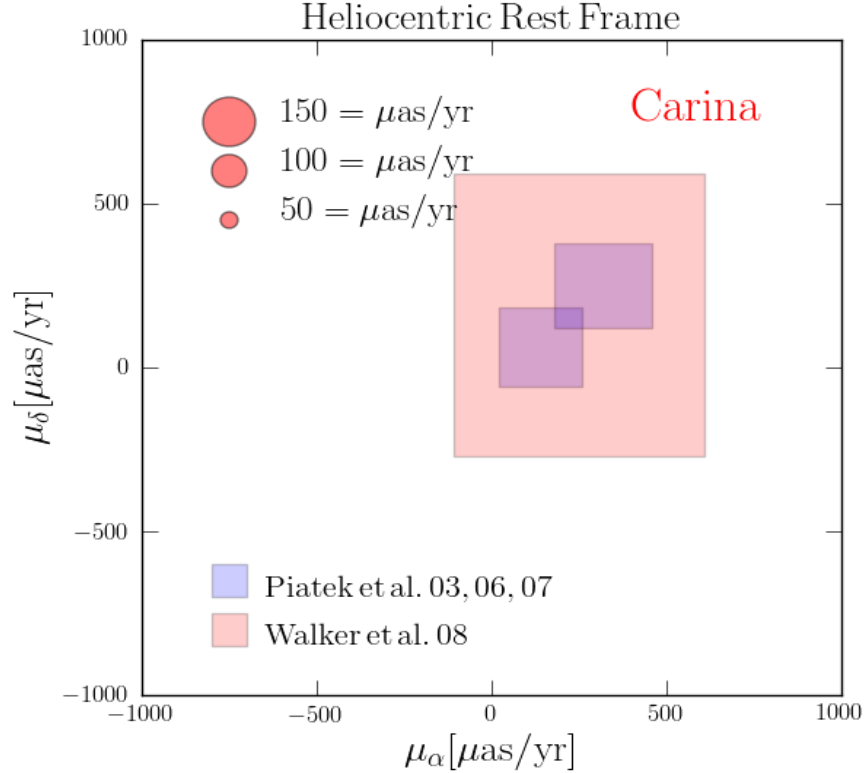 Heliocentric Rest Frame
Carina
150 = μas/yr
100 = μas/yr
50 = μas/yr
Piatek et al. 03, 06, 07
Walker et al. 08
1000
500
0
−500
−1000
−1000
−500
0
500
1000
μδ[μas/yr]
μα[μas/yr]